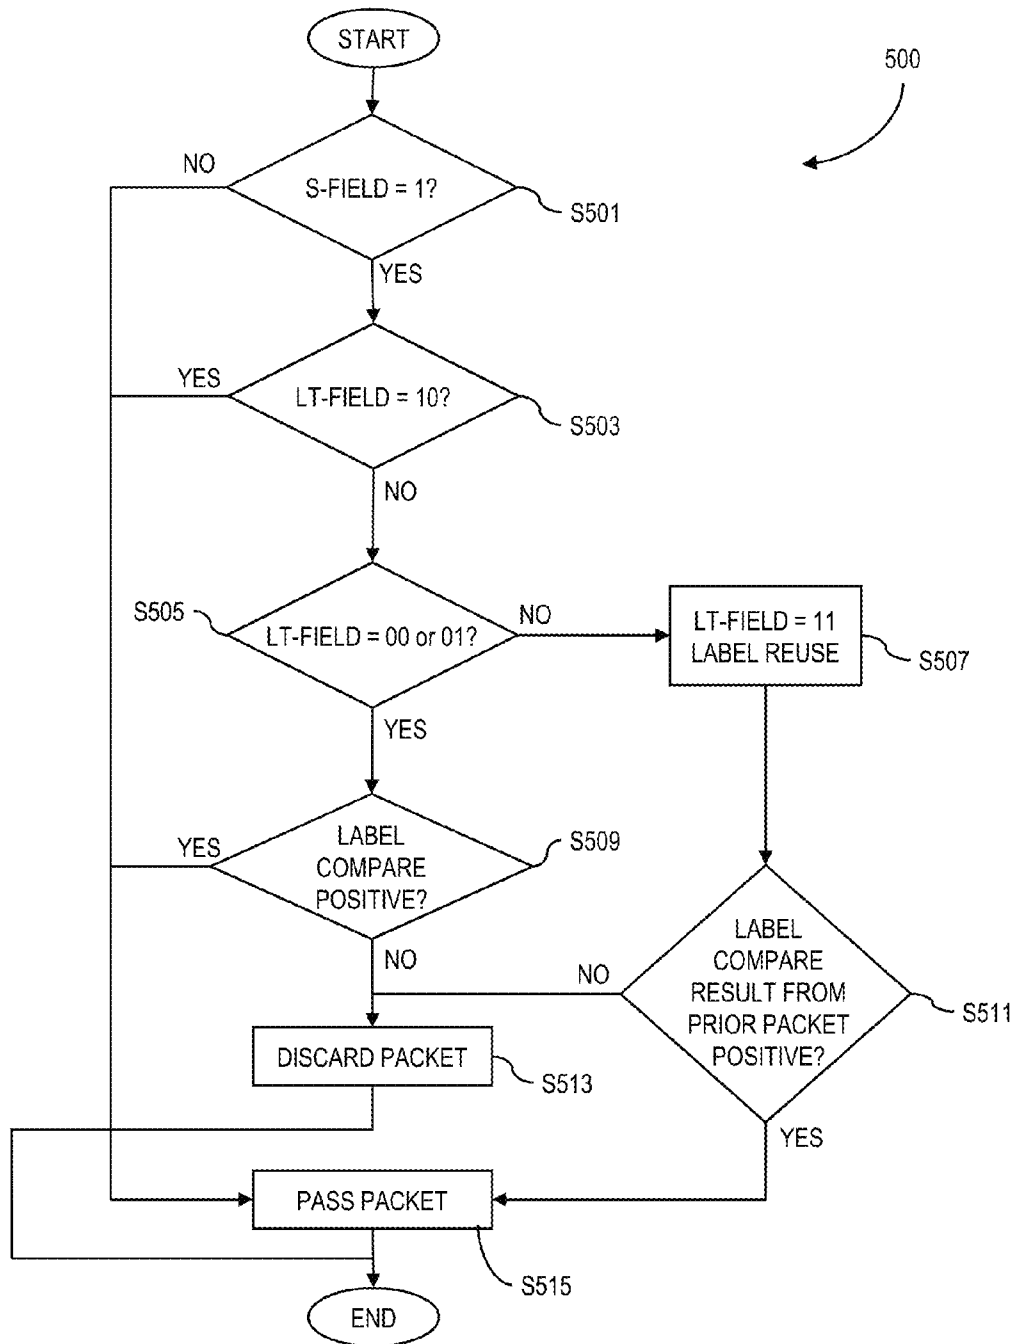 START
500
NO
S-FIELD = 1?
S501
YES
YES
LT-FIELD = 10?
S503
NO
S505
LT-FIELD = 00 or 01?
NO
LT-FIELD = 11
LABEL REUSE
S507
YES
YES
LABEL
COMPARE
POSITIVE?
S509
NO
NO
LABEL
COMPARE
RESULT FROM
PRIOR PACKET
POSITIVE?
S511
DISCARD PACKET
S513
YES
PASS PACKET
S515
END